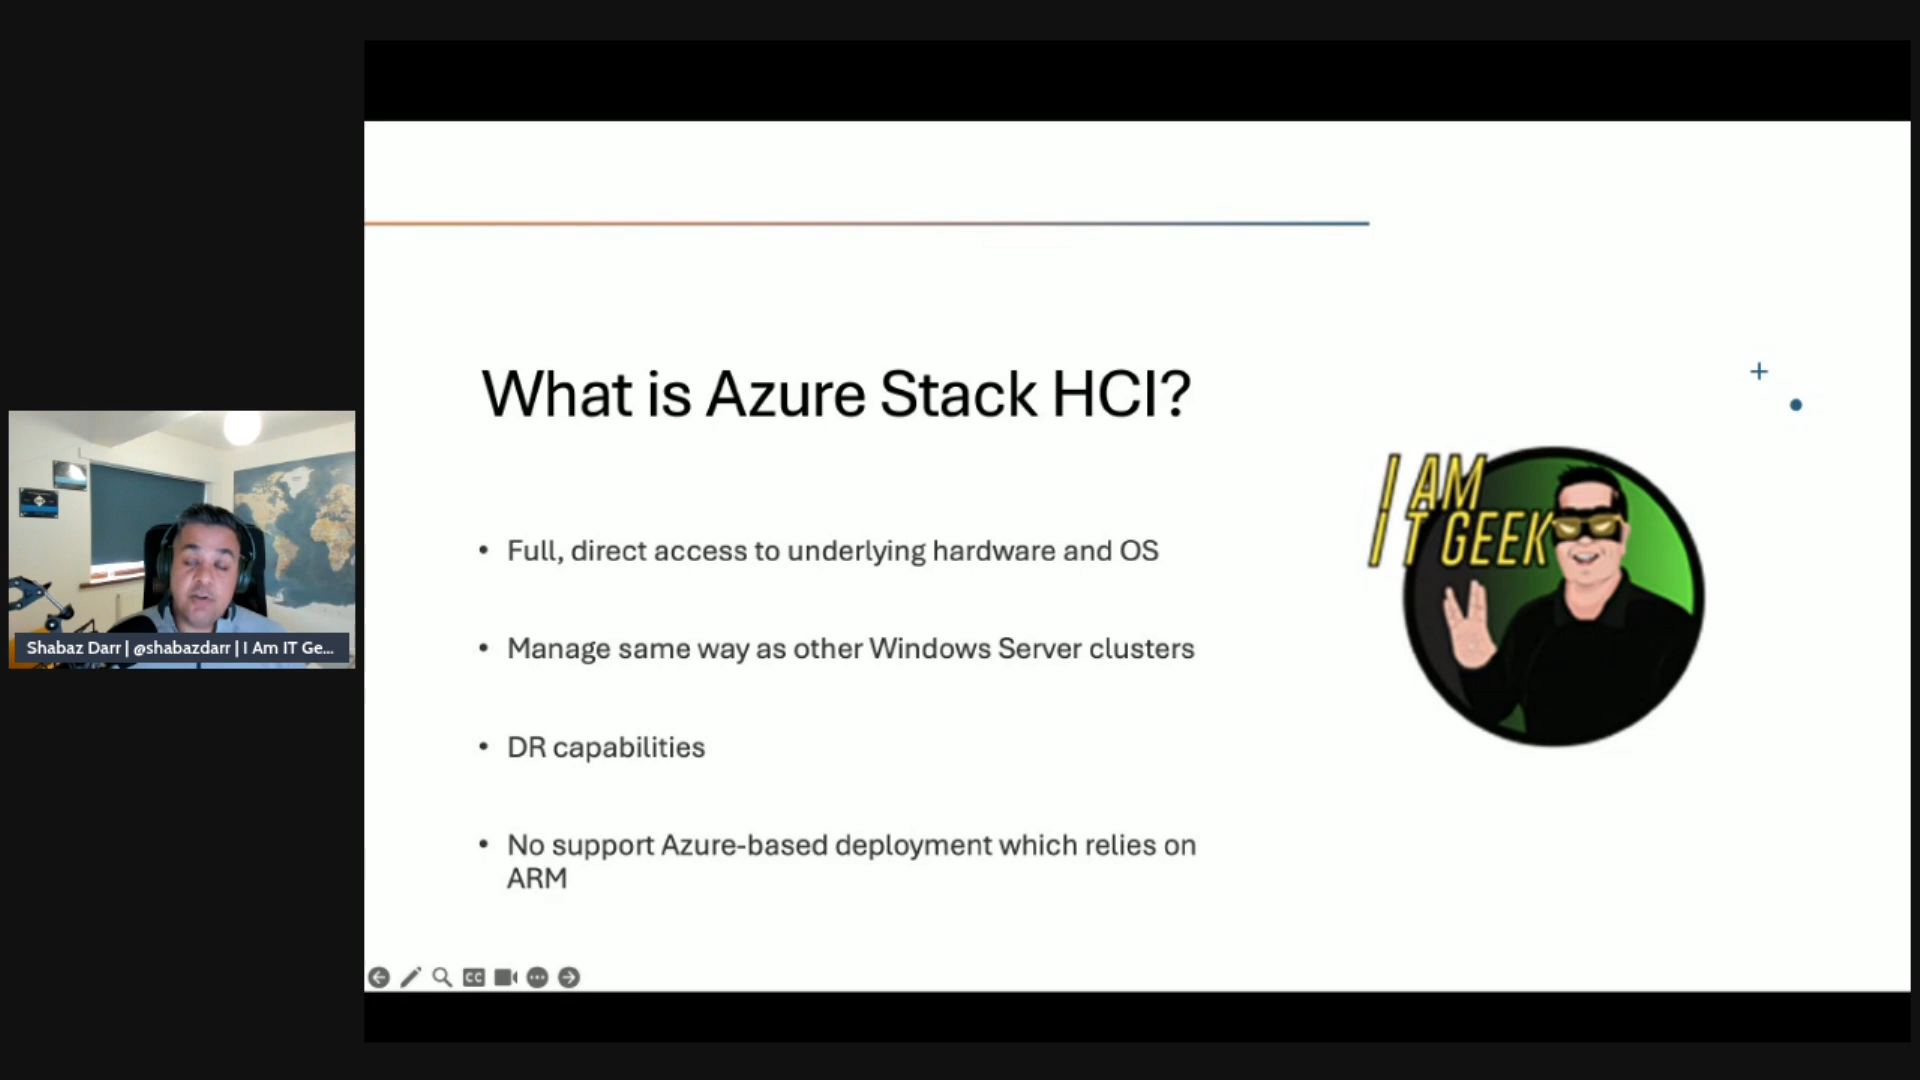 What is Azure Stack HCI?
I AM
IT GEEK
• Full, direct access to underlying hardware and OS
• Manage same way as other Windows Server clusters
• DR capabilities
• No support Azure-based deployment which relies on
ARM
Shabaz Darr | @shabazdarr | I Am IT Ge...
CC